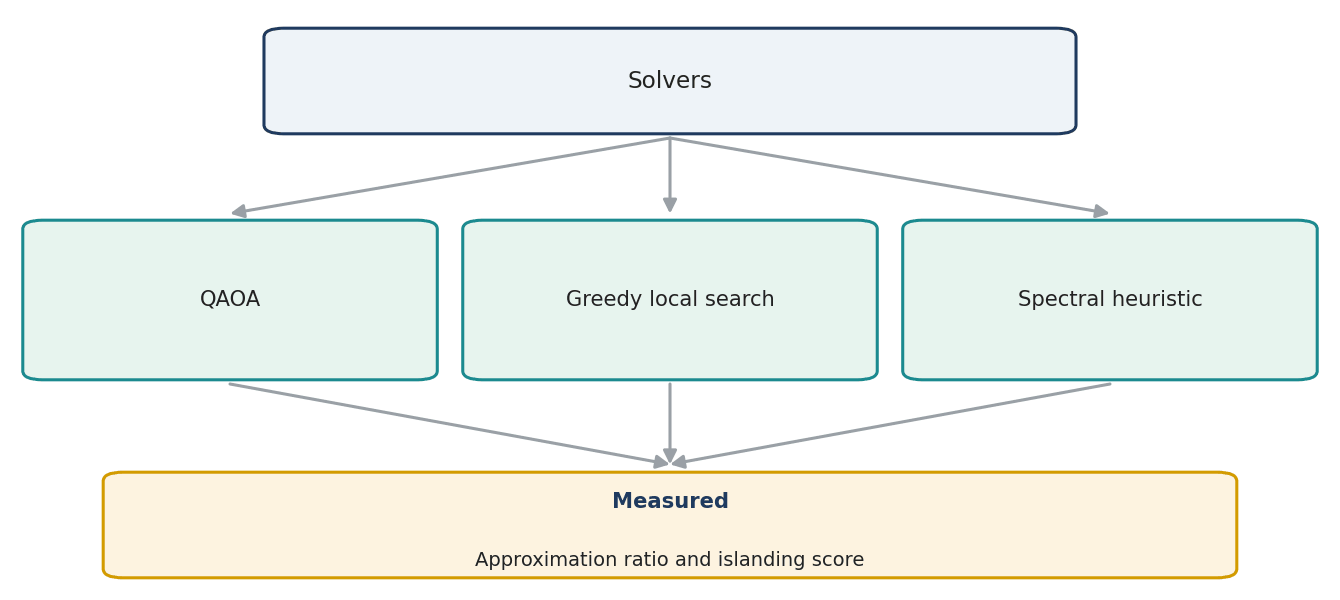 Solvers
QAOA
Greedy local search
Spectral heuristic
Measured
Approximation ratio and islanding score